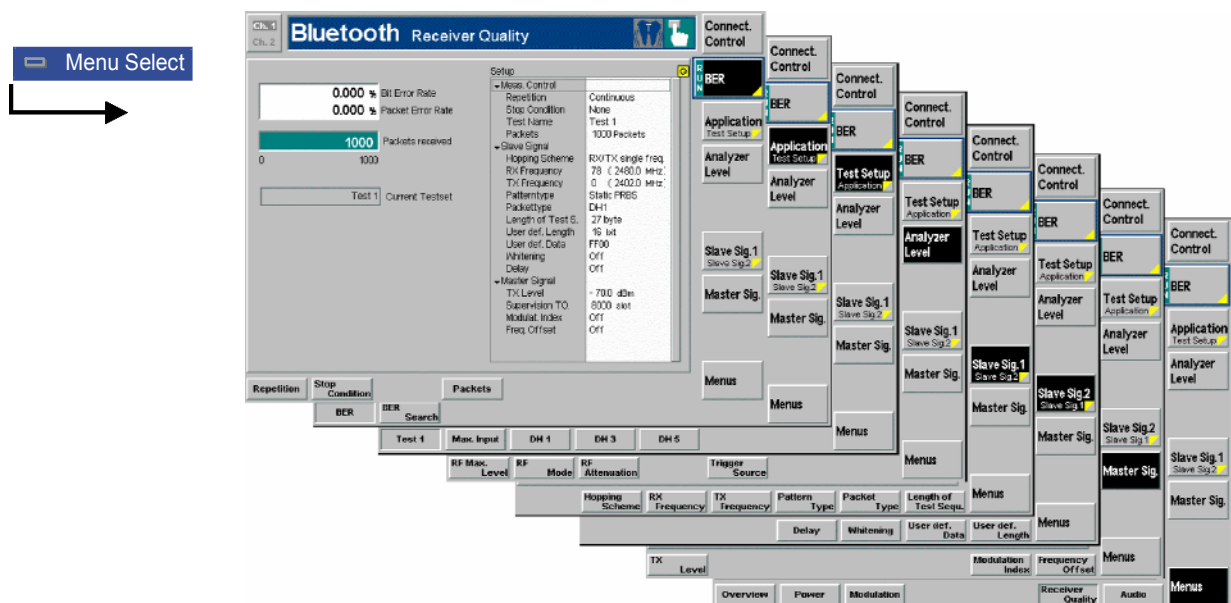 Menu Select
Ch. 1
Ch. 2
Bluetooth Receiver Quality
0.000 % Bit Error Rate
0.000 % Packet Error Rate
1000 Packets received
0 1000
Test 1 Current Testset
Setup
Meas. Control
Repetition Continuous
Stop Condition None
Test Name Test 1
Packets 1000 Packets
Slave Signal
Hopping Scheme RX/TX single freq.
RX Frequency 78 ( 2480.0 MHz
TX Frequency 0 ( 2402.0 MHz
Patterntype Static PRBS
Packettype DH1
Length of Test S. 27 byte
User def. Length 16 bit
User def. Data FF00
Whitening Off
Delay Off
Master Signal
TX Level - 70.0 dBm
Supervision TO. 8000 slot
Modulat. Index Off
Freq. Offset Off
Connect.
Control
RUN
BER
Application
Test Setup
Analyzer
Level
Slave Sig.1
Slave Sig.2
Master Sig.
Menus
Repetition
Stop
Condition
Packets
Connect.
Control
BER
Application
Test Setup
Analyzer
Level
Slave Sig.1
Slave Sig.2
Master Sig.
Menus
BER
BER
Search
Connect.
Control
BER
Test Setup
Application
Analyzer
Level
Slave Sig.1
Slave Sig.2
Master Sig.
Menus
Test 1
Max. Input
DH 1
DH 3
DH 5
Connect.
Control
BER
Test Setup
Application
Analyzer
Level
Slave Sig.1
Slave Sig.2
Master Sig.
Menus
RF Max.
Level
RF
Mode
RF
Attenuation
Trigger
Source
Connect.
Control
BER
Test Setup
Application
Analyzer
Level
Slave Sig.1
Slave Sig.2
Master Sig.
Menus
Hopping
Scheme
RX
Frequency
TX
Frequency
Pattern
Type
Packet
Type
Length of
Test Sequ.
Connect.
Control
BER
Test Setup
Application
Analyzer
Level
Slave Sig.2
Slave Sig.1
Master Sig.
Menus
Delay
Whitening
User def.
Data
User def.
Length
Connect.
Control
BER
Test Setup
Application
Analyzer
Level
Slave Sig.2
Slave Sig.1
Master Sig.
Menus
TX
Level
Modulation
Index
Frequency
Offset
Connect.
Control
BER
Application
Test Setup
Analyzer
Level
Slave Sig.1
Slave Sig.2
Master Sig.
Menus
Overview
Power
Modulation
Receiver
Quality
Audio